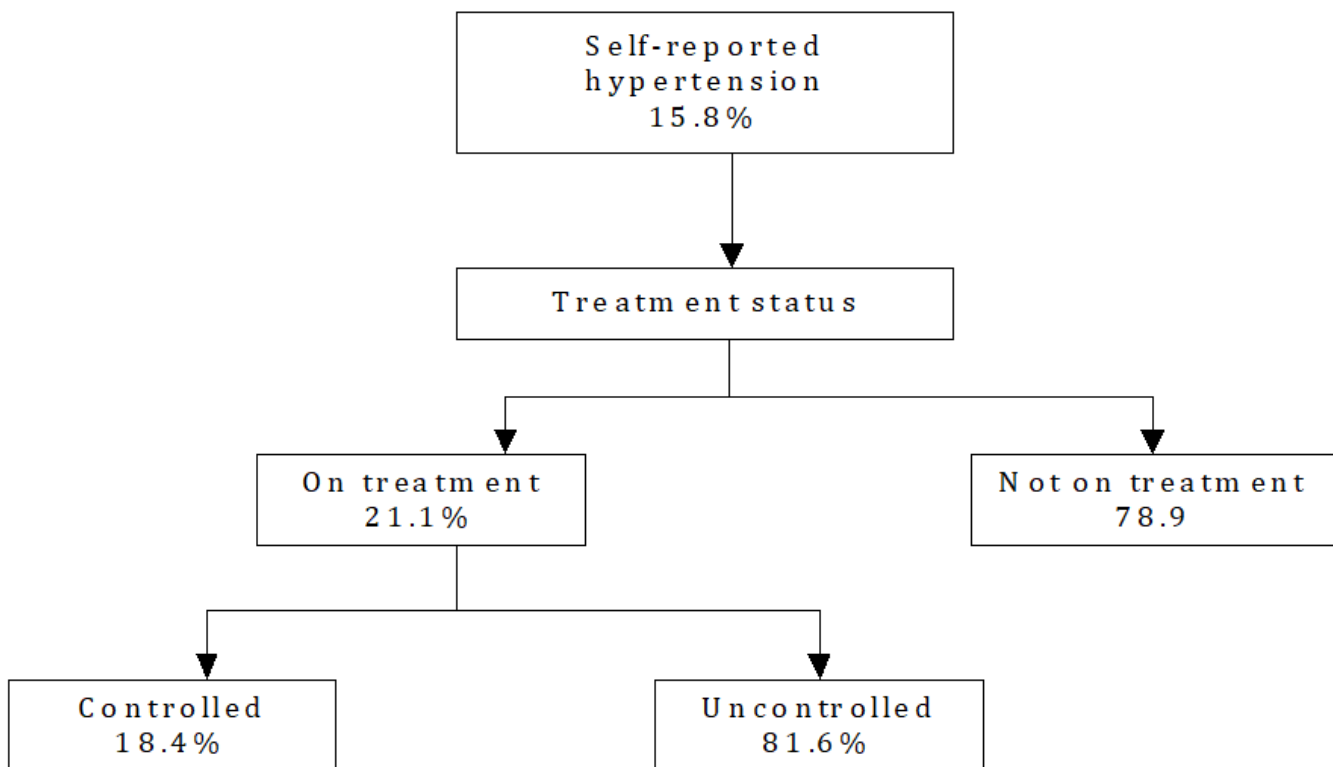 Self-reported
hypertension
15.8%
Treatment status
On treatment
21.1%
Not on treatment
78.9
Controlled
18.4%
Uncontrolled
81.6%